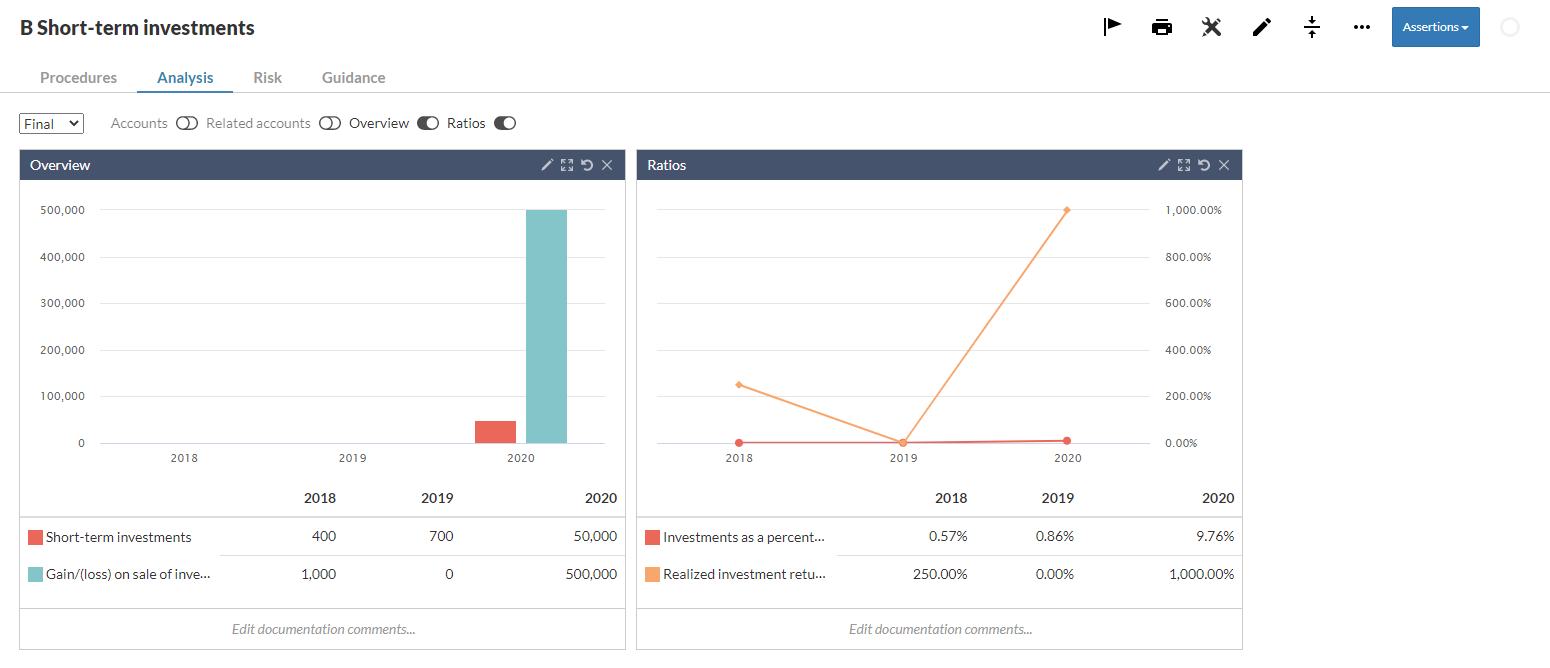 B Short-term investments
Assertions
Procedures Analysis Risk Guidance
Final Accounts Related accounts Overview Ratios
Overview
500,000
400,000
300,000
200,000
100,000
0
2018 2019 2020
2018 2019 2020
Short-term investments 400 700 50,000
Gain/(loss) on sale of inve... 1,000 0 500,000
Edit documentation comments...
Ratios
1,000.00%
800.00%
600.00%
400.00%
200.00%
0.00%
2018 2019 2020
2018 2019 2020
Investments as a percent... 0.57% 0.86% 9.76%
Realized investment retu... 250.00% 0.00% 1,000.00%
Edit documentation comments...